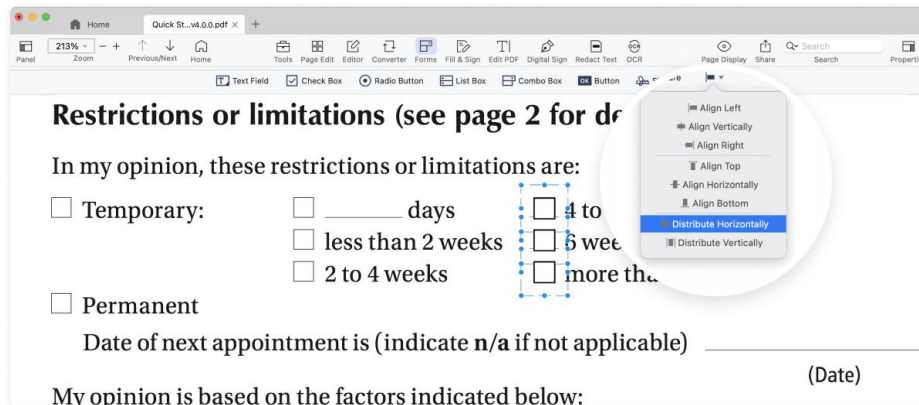 Home Quick St...v4.0.0.pdf × +
213% − + Search
Panel Zoom Previous/Next Home Tools Page Edit Editor Converter Forms Fill & Sign Edit PDF Digital Sign Redact Text OCR Page Display Share Search
Text Field Check Box Radio Button List Box Combo Box OK Button
Align Left
Align Vertically
Align Right
Align Top
Align Horizontally
Align Bottom
Distribute Horizontally
Distribute Vertically
Restrictions or limitations (see page 2 for de
In my opinion, these restrictions or limitations are:
Temporary: ________ days 4 to
less than 2 weeks 6 wee
2 to 4 weeks more tha
Permanent
Date of next appointment is (indicate n/a if not applicable)
(Date)
My opinion is based on the factors indicated below: